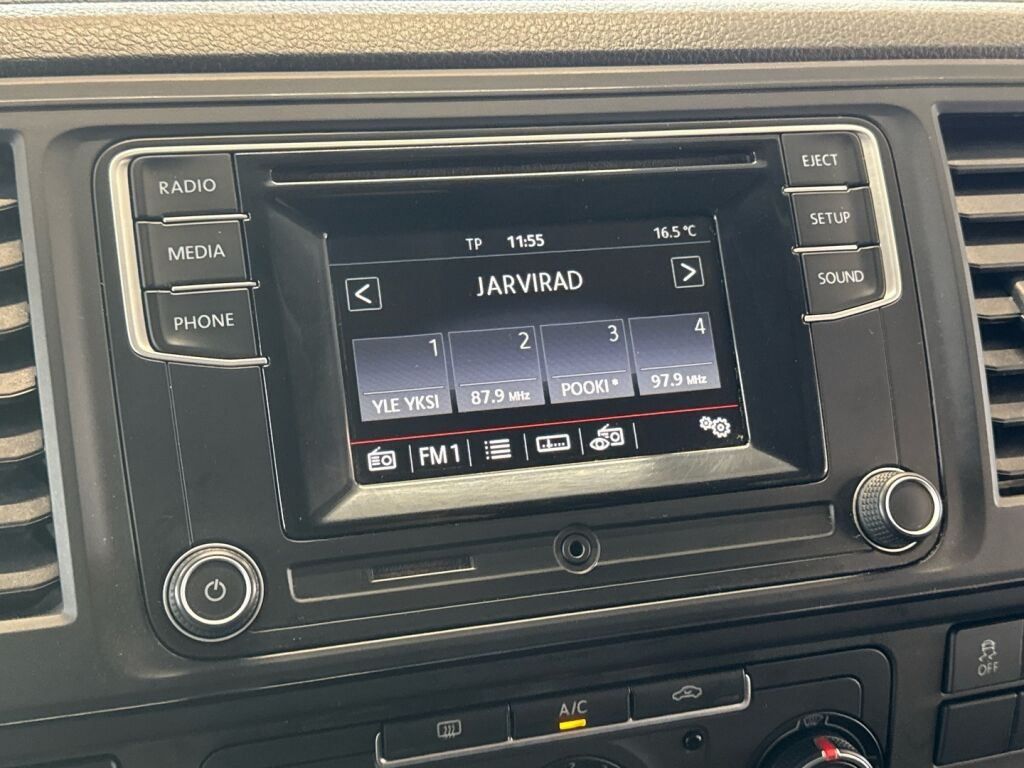 RADIO
MEDIA
PHONE
TP 11:55 16.5 °C
< JARVIRAD >
1 2 3 4
YLE YKSI 87.9 MHz POOKI* 97.9 MHz
FM1
EJECT
SETUP
SOUND
A/C
OFF